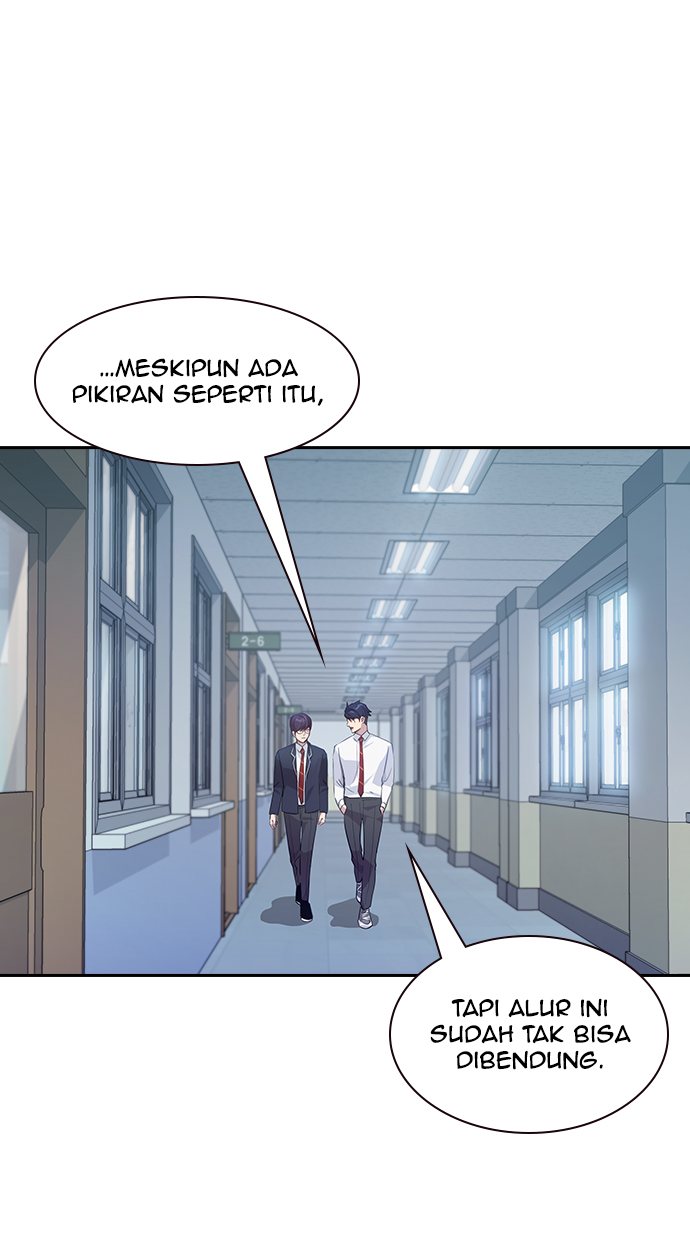 ...MESKIPUN ADA
PIKIRAN SEPERTI ITU,
2-6
TAPI ALUR INI
SUDAH TAK BISA
DIBENDUNG.